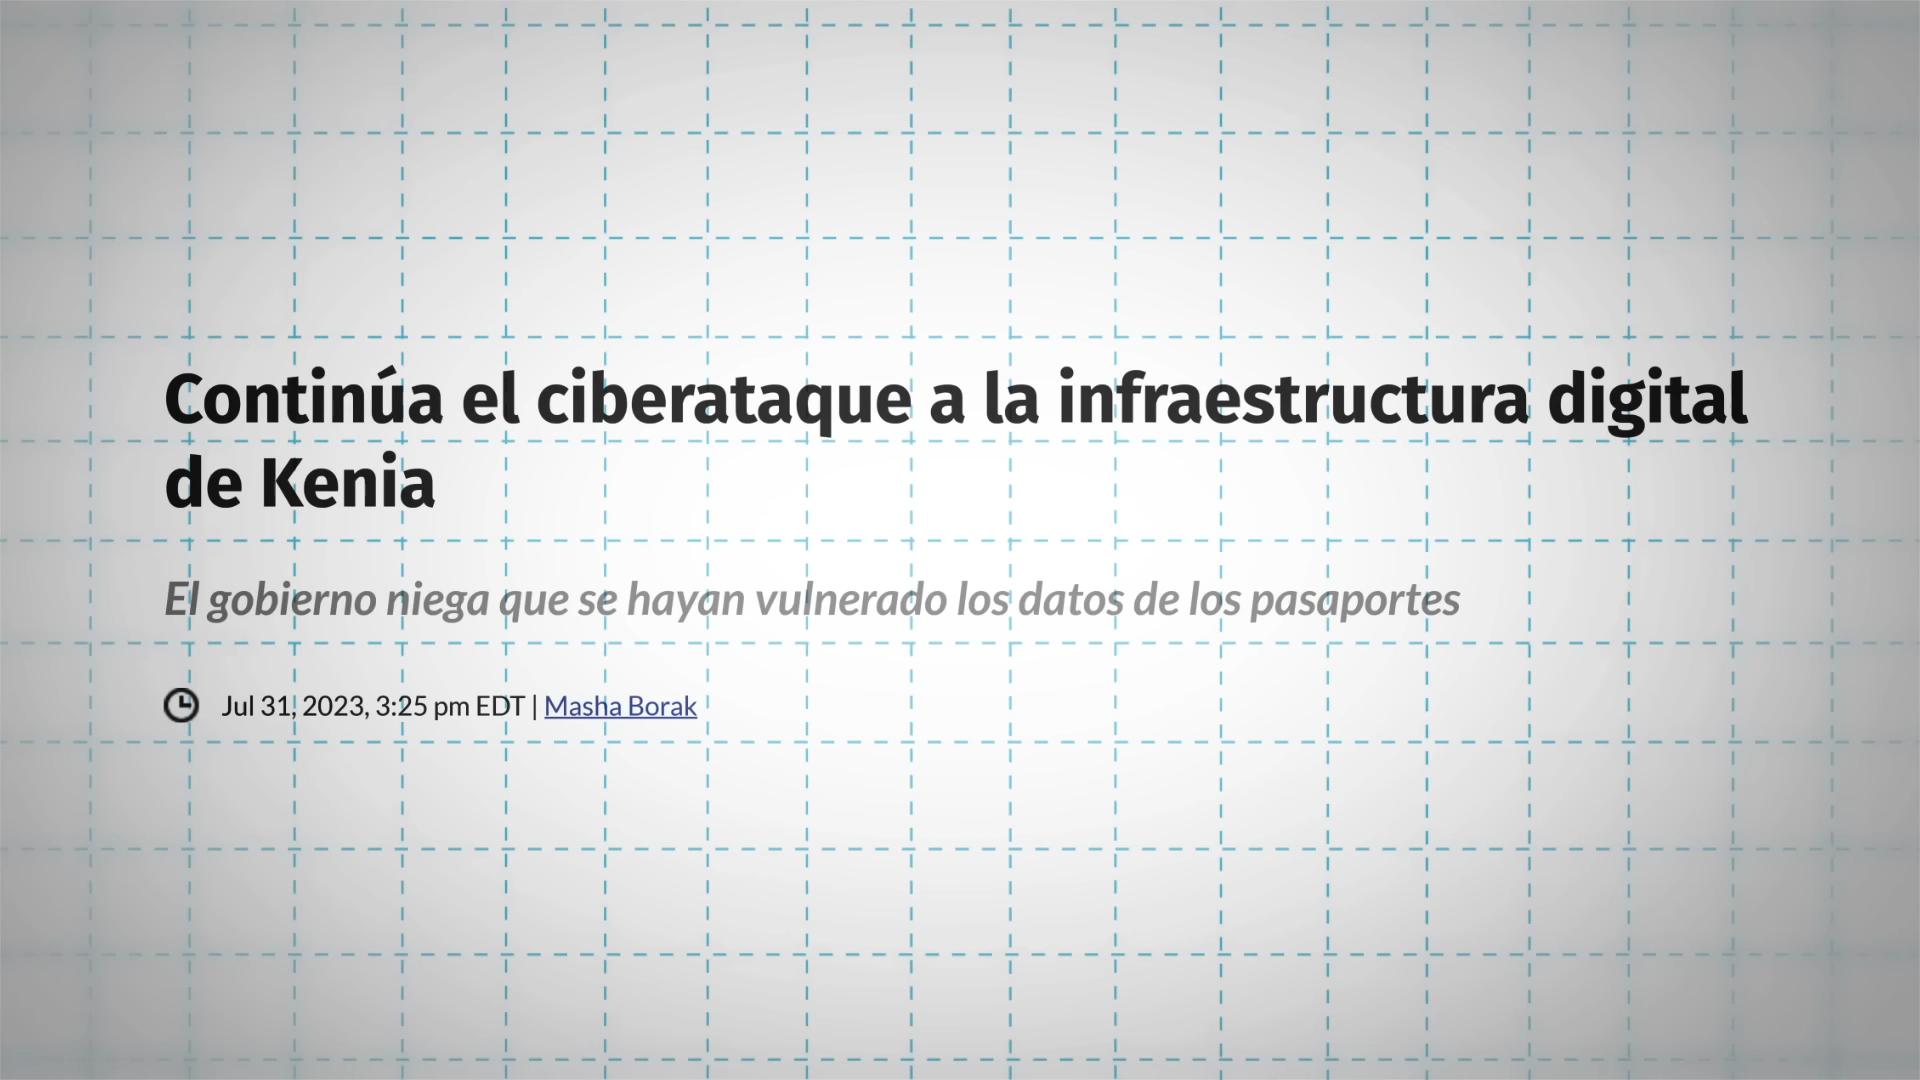 Continúa el ciberataque a la infraestructura digital
de Kenia
El gobierno niega que se hayan vulnerado los datos de los pasaportes
Jul 31, 2023, 3:25 pm EDT | Masha Borak